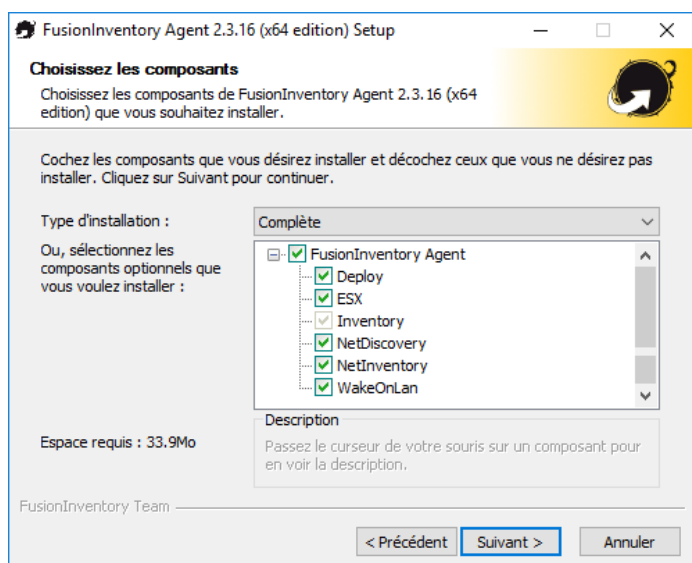 FusionInventory Agent 2.3.16 (x64 edition) Setup
Choisissez les composants
Choisissez les composants de FusionInventory Agent 2.3.16 (x64
edition) que vous souhaitez installer.
Cochez les composants que vous désirez installer et décochez ceux que vous ne désirez pas
installer. Cliquez sur Suivant pour continuer.
Type d'installation :
Complète
Ou, sélectionnez les
composants optionnels que
vous voulez installer :
FusionInventory Agent
Deploy
ESX
Inventory
NetDiscovery
NetInventory
WakeOnLan
Espace requis : 33.9Mo
Description
Passez le curseur de votre souris sur un composant pour
en voir la description.
FusionInventory Team
< Précédent
Suivant >
Annuler